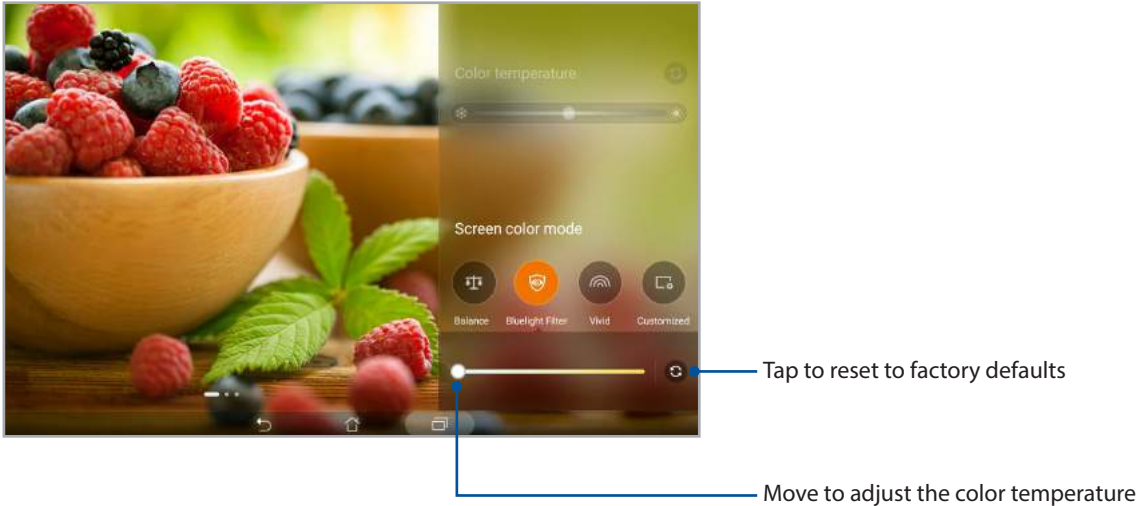 Color temperature
Screen color mode
Balance
Bluelight Filter
Vivid
Customized
Tap to reset to factory defaults
Move to adjust the color temperature